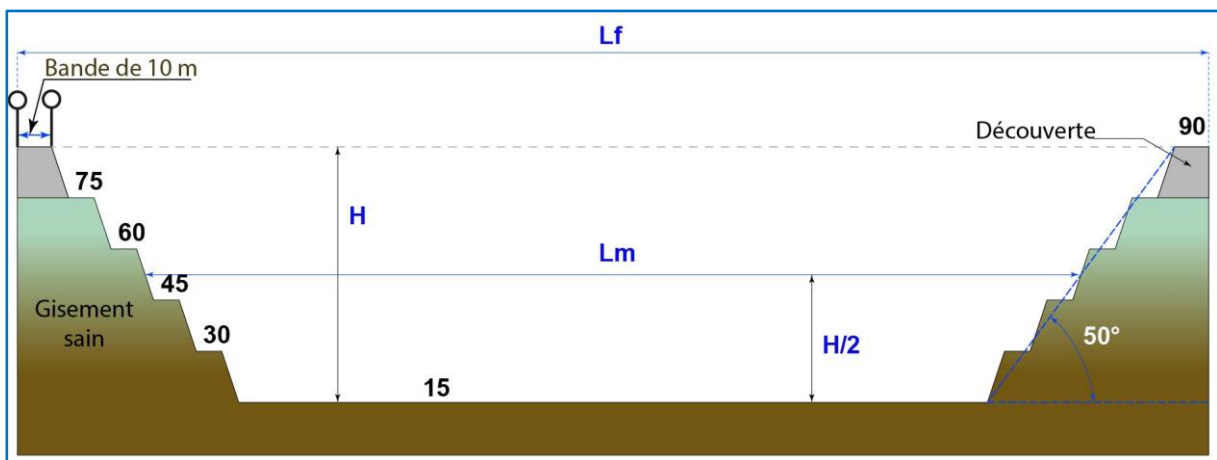 Lf
Bande de 10 m
Découverte
90
75
H
60
Lm
45
Gisement
sain
30
H/2
50°
15